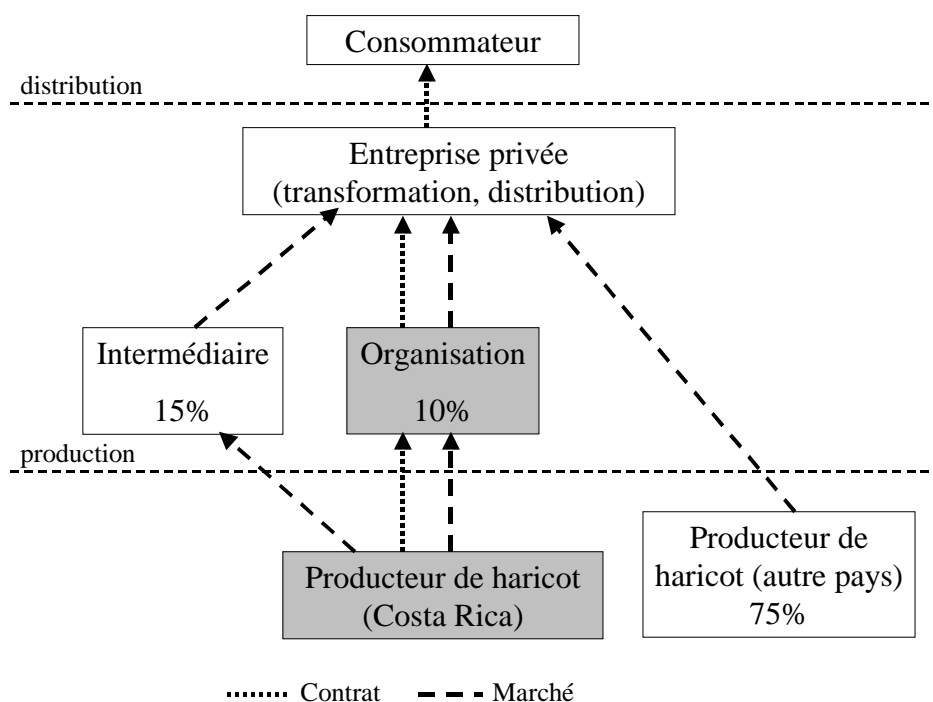 Consommateur
distribution
Entreprise privée
(transformation, distribution)
Intermédiaire
15%
Organisation
10%
production
Producteur de haricot
(Costa Rica)
Producteur de
haricot (autre pays)
75%
Contrat
Marché